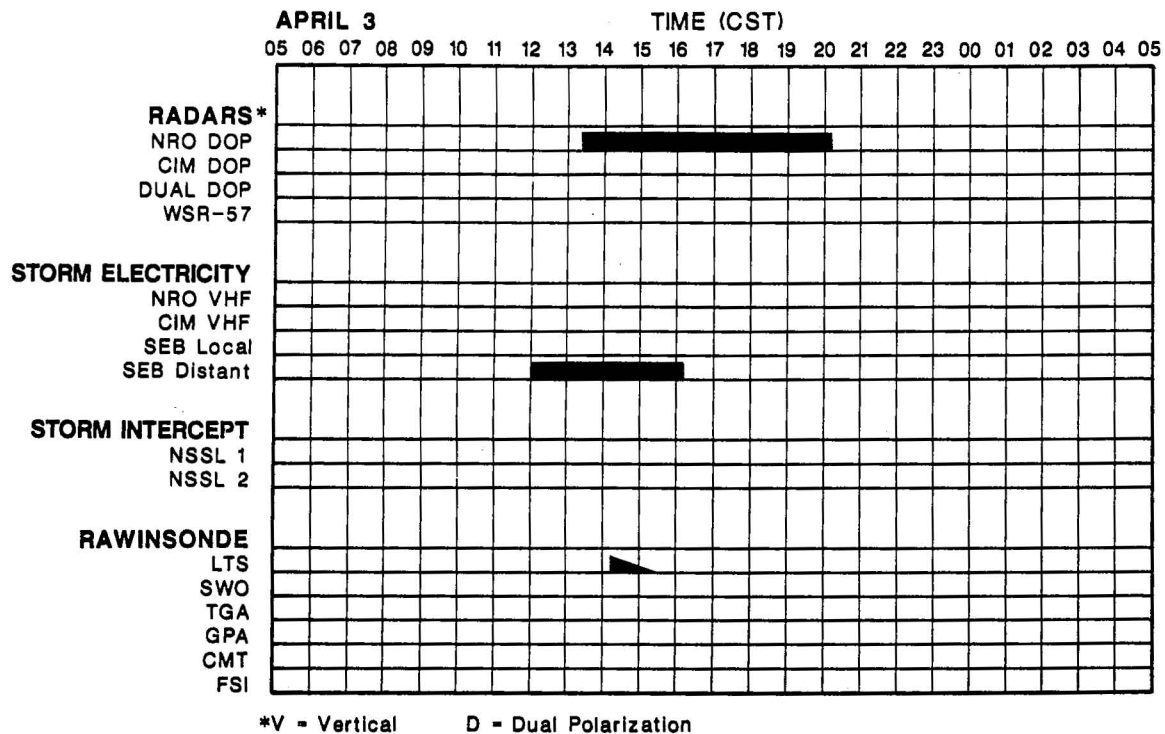 APRIL 3 TIME (CST)
05 06 07 08 09 10 11 12 13 14 15 16 17 18 19 20 21 22 23 00 01 02 03 04 05
RADARS*
NRO DOP
CIM DOP
DUAL DOP
WSR-57
STORM ELECTRICITY
NRO VHF
CIM VHF
SEB Local
SEB Distant
STORM INTERCEPT
NSSL 1
NSSL 2
RAWINSONDE
LTS
SWO
TGA
GPA
CMT
FSI
*V - Vertical D - Dual Polarization